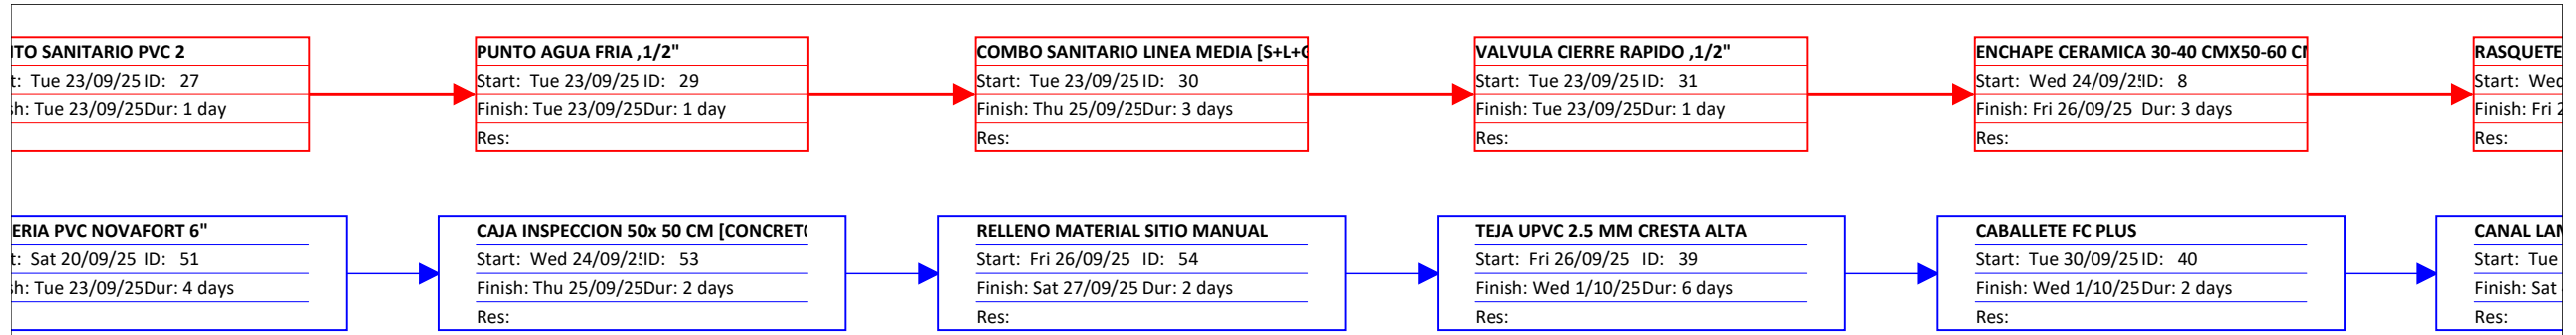 ITO SANITARIO PVC 2
t: Tue 23/09/25 ID: 27
sh: Tue 23/09/25 Dur: 1 day
PUNTO AGUA FRIA ,1/2"
Start: Tue 23/09/25 ID: 29
Finish: Tue 23/09/25 Dur: 1 day
Res:
COMBO SANITARIO LINEA MEDIA [S+L+
Start: Tue 23/09/25 ID: 30
Finish: Thu 25/09/25 Dur: 3 days
Res:
VALVULA CIERRE RAPIDO ,1/2"
Start: Tue 23/09/25 ID: 31
Finish: Tue 23/09/25 Dur: 1 day
Res:
ENCHAPE CERAMICA 30-40 CMX50-60 C
Start: Wed 24/09/2 ID: 8
Finish: Fri 26/09/25 Dur: 3 days
Res:
RASQUETE
Start: Wed
Finish: Fri 2
Res:
ERIA PVC NOVAFORT 6"
t: Sat 20/09/25 ID: 51
sh: Tue 23/09/25 Dur: 4 days
CAJA INSPECCION 50x 50 CM [CONCRET
Start: Wed 24/09/2 ID: 53
Finish: Thu 25/09/25 Dur: 2 days
Res:
RELLENO MATERIAL SITIO MANUAL
Start: Fri 26/09/25 ID: 54
Finish: Sat 27/09/25 Dur: 2 days
Res:
TEJA UPVC 2.5 MM CRESTA ALTA
Start: Fri 26/09/25 ID: 39
Finish: Wed 1/10/25 Dur: 6 days
Res:
CABALLETE FC PLUS
Start: Tue 30/09/25 ID: 40
Finish: Wed 1/10/25 Dur: 2 days
Res:
CANAL LAM
Start: Tue
Finish: Sat
Res: